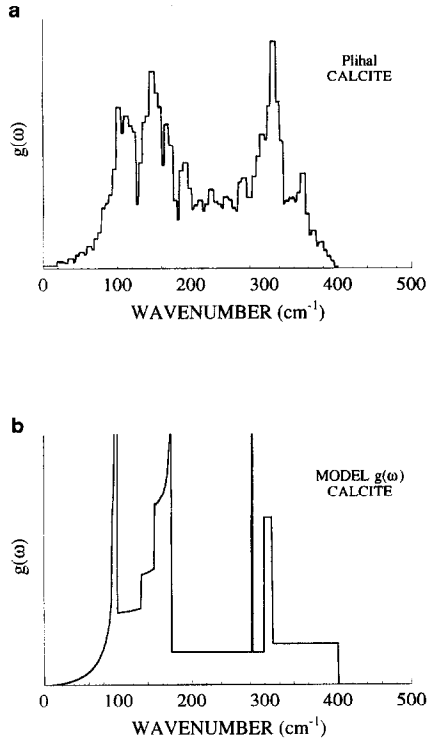 a
Plihal
CALCITE
g(ω)
0 100 200 300 400 500
WAVENUMBER (cm⁻¹)
b
MODEL g(ω)
CALCITE
g(ω)
0 100 200 300 400 500
WAVENUMBER (cm⁻¹)